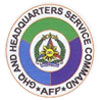 GHQ AND HEADQUARTERS SERVICE COMMAND
AFP